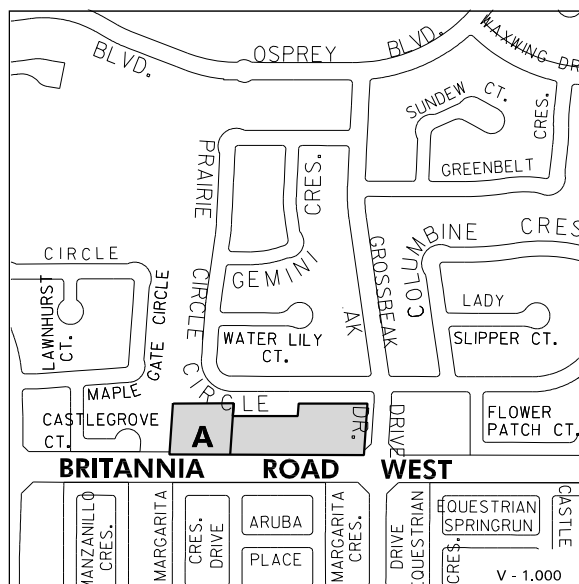 OSPREY
BLVD.
BLVD.
WAXWING DR
SUNDEW CT.
CRES.
GREENBELT
PRAIRIE
CIRCLE
CIRCLE
CRES.
GEMINI
COLUMBINE CRES
GROSSBEAK
AK
DR.
DRIVE
CIRCLE
LAWNHURST
CT.
MAPLE
GATE CIRCLE
WATER LILY
CT.
LADY
SLIPPER CT.
CASTLEGROVE
CT.
A
FLOWER
PATCH CT.
BRITANNIA ROAD WEST
MANZANILLO
CRES.
MARGARITA
CRES.
DRIVE
ARUBA
PLACE
MARGARITA
CRES.
DRIVE
EQUESTRIAN
EQUESTRIAN
SPRINGRUN
CRES.
CASTLE
V - 1.000